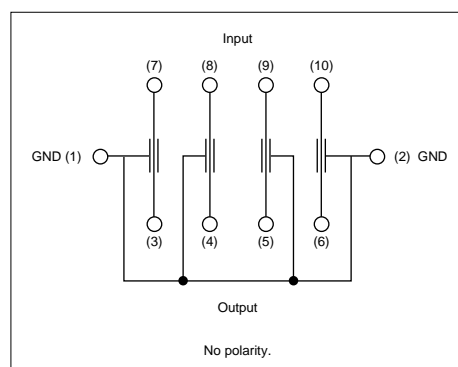 Input
(7) (8) (9) (10)
GND (1) (2) GND
(3) (4) (5) (6)
Output
No polarity.